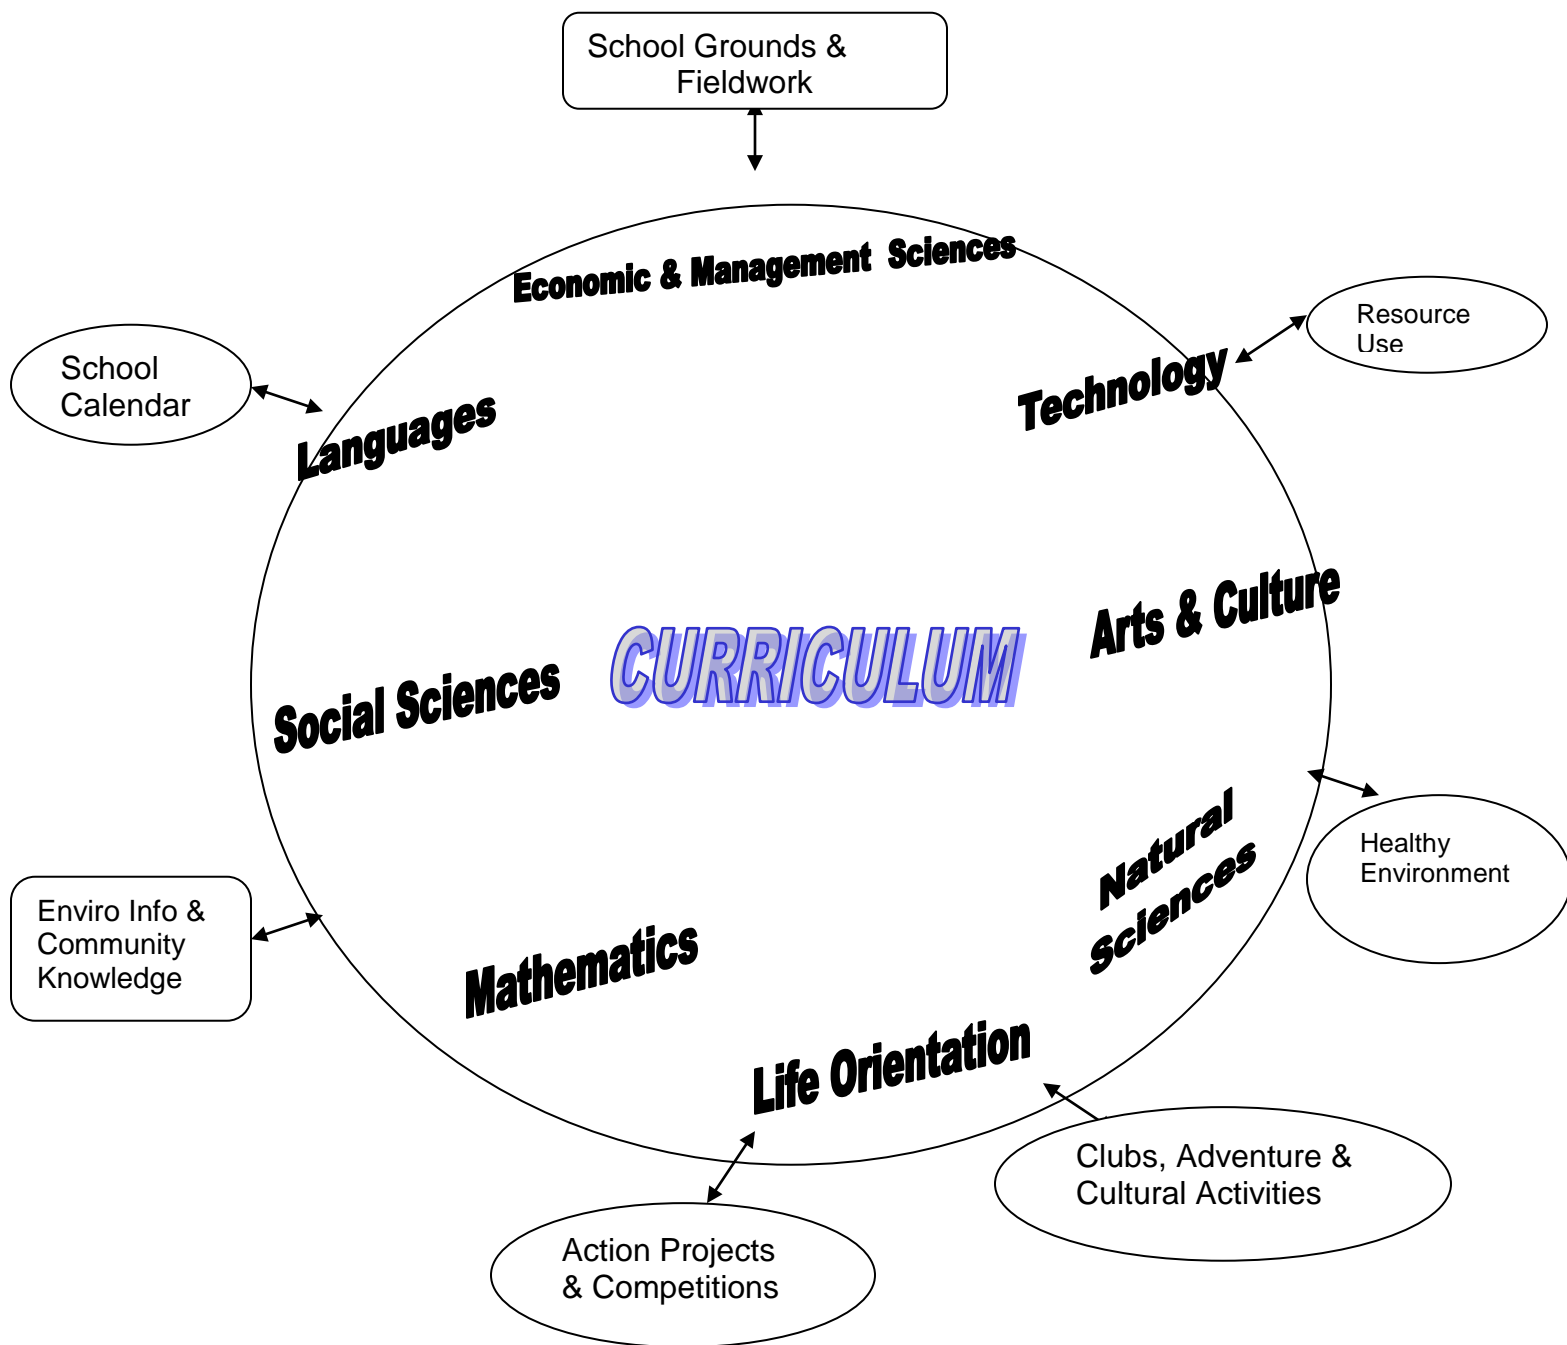 School Grounds &
Fieldwork
Economic & Management Sciences
Resource
Use
School
Calendar
Technology
Languages
Arts & Culture
CURRICULUM
Social Sciences
Natural
Sciences
Healthy
Environment
Enviro Info &
Community
Knowledge
Mathematics
Life Orientation
Clubs, Adventure &
Cultural Activities
Action Projects
& Competitions